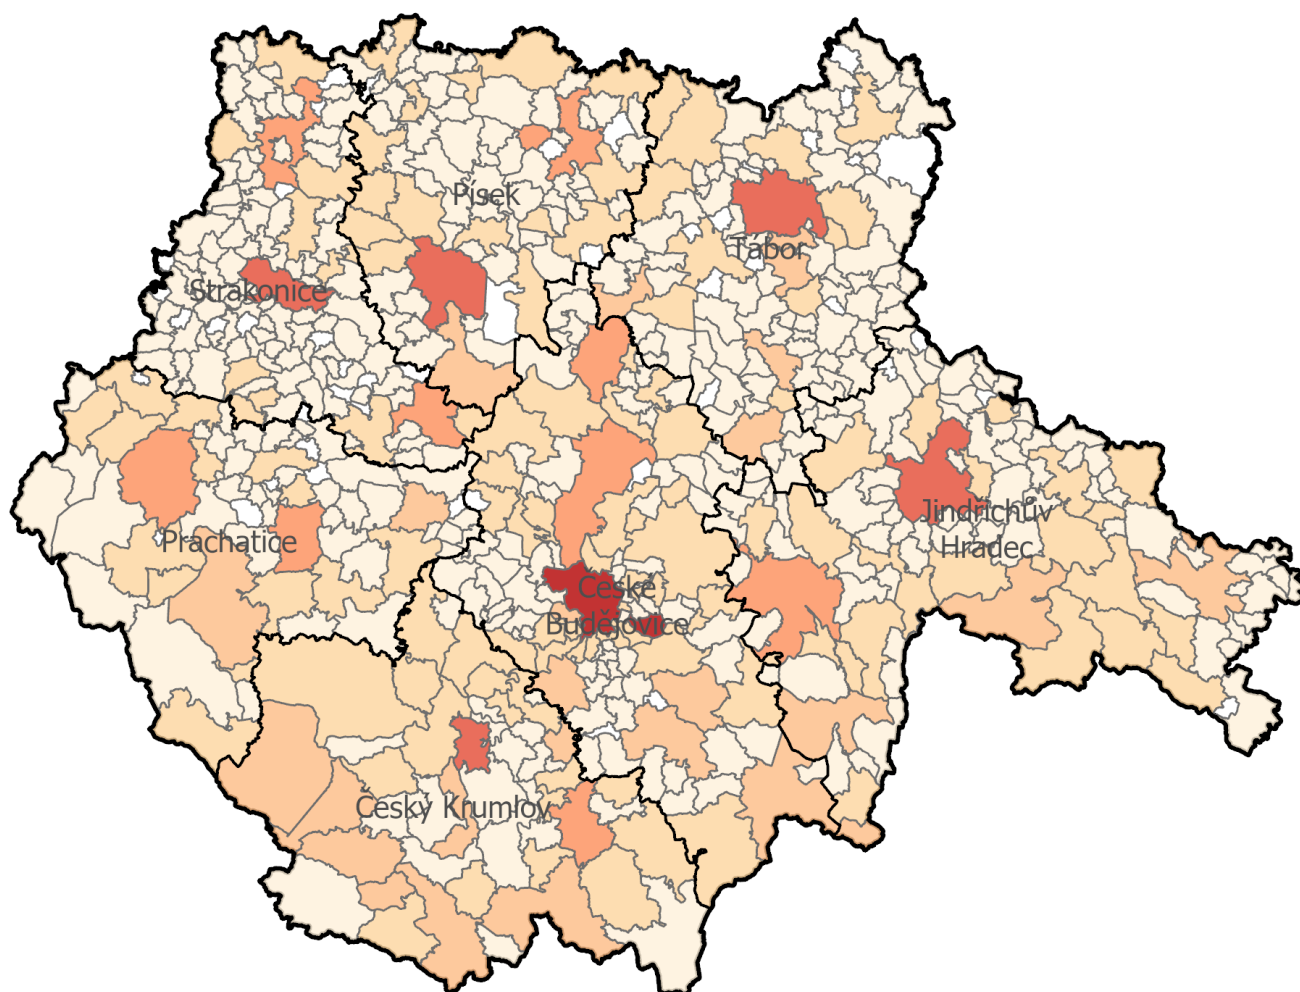 Písek
Tábor
Strakonice
Jindřichův
Hradec
Prachatice
České
Budějovice
Český Krumlov